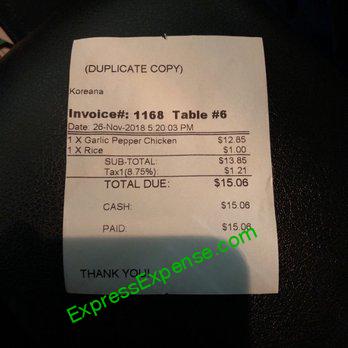 (DUPLICATE COPY)
Koreana
Invoice#: 1168 Table #6
Date: 26-Nov-2018 5:20:03 PM
1 X Garlic Pepper Chicken $12.85
1 X Rice $1.00
SUB-TOTAL: $13.85
Tax1(8.75%): $1.21
TOTAL DUE: $15.06
CASH: $15.06
PAID: $15.06
THANK YOU!
ExpressExpense.com